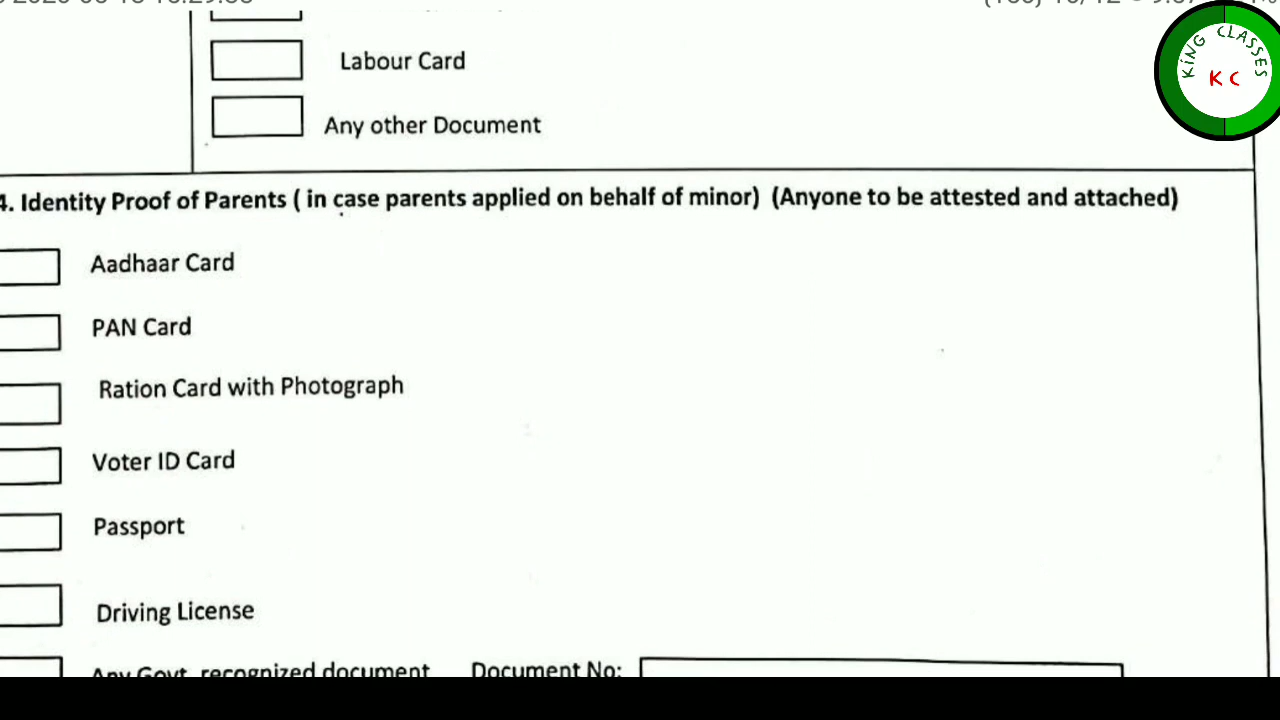 Labour Card
Any other Document
4. Identity Proof of Parents ( in case parents applied on behalf of minor) (Anyone to be attested and attached)
Aadhaar Card
PAN Card
Ration Card with Photograph
Voter ID Card
Passport
Driving License
Any Govt. recognized document Document No:
KING CLASSES
KC